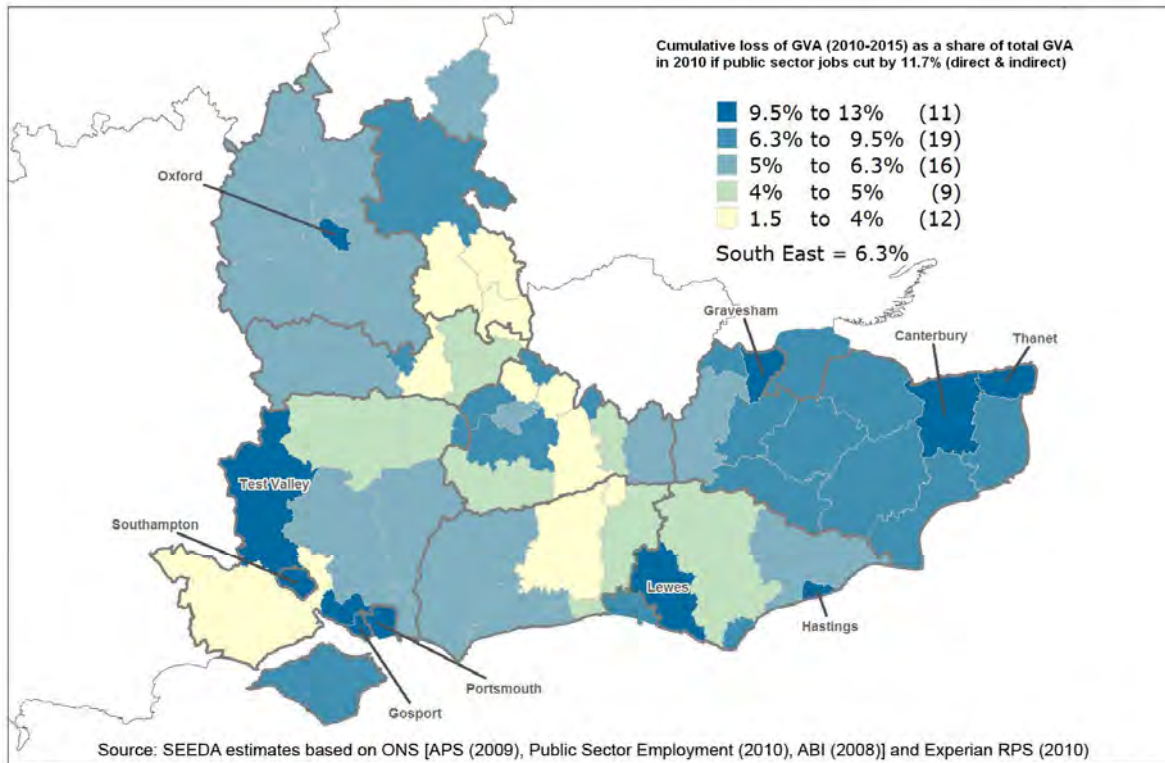 Cumulative loss of GVA (2010-2015) as a share of total GVA
in 2010 if public sector jobs cut by 11.7% (direct & indirect)
9.5% to 13% (11)
6.3% to 9.5% (19)
5% to 6.3% (16)
4% to 5% (9)
1.5 to 4% (12)
South East = 6.3%
Oxford
Gravesham
Canterbury
Thanet
Test Valley
Southampton
Lewes
Hastings
Portsmouth
Gosport
Source: SEEDA estimates based on ONS [APS (2009), Public Sector Employment (2010), ABI (2008)] and Experian RPS (2010)